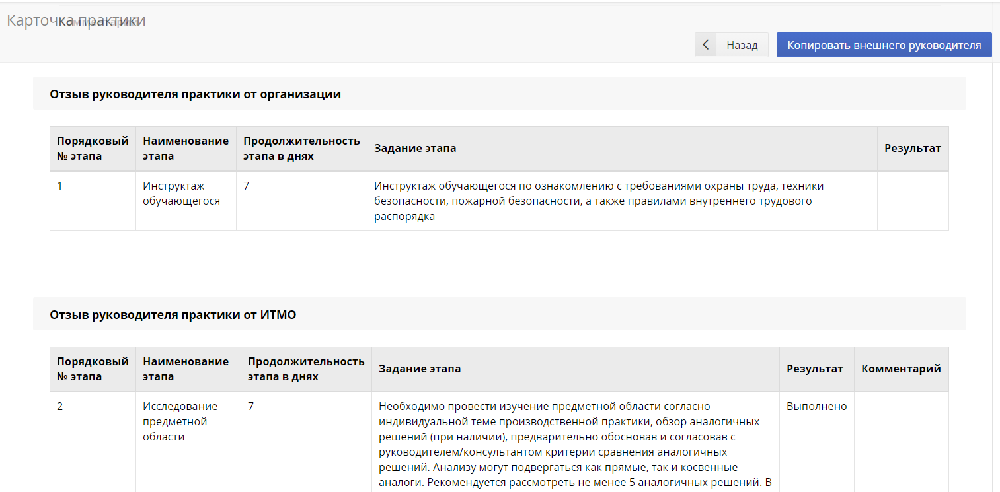 Карточка практики
Комментарий
Назад
Копировать внешнего руководителя
Отзыв руководителя практики от организации
Порядковый № этапа
Наименование этапа
Продолжительность этапа в днях
Задание этапа
Результат
1
Инструктаж обучающегося
7
Инструктаж обучающегося по ознакомлению с требованиями охраны труда, техники
безопасности, пожарной безопасности, а также правилами внутреннего трудового
распорядка
Отзыв руководителя практики от ИТМО
Порядковый № этапа
Наименование этапа
Продолжительность этапа в днях
Задание этапа
Результат
Комментарий
2
Исследование предметной области
7
Необходимо провести изучение предметной области согласно
индивидуальной теме производственной практики, обзор аналогичных
решений (при наличии), предварительно обосновав и согласовав с
руководителем/консультантом критерии сравнения аналогичных
решений. Анализу могут подвергаться как прямые, так и косвенные
аналоги. Рекомендуется рассмотреть не менее 5 аналогичных решений. В
Выполнено